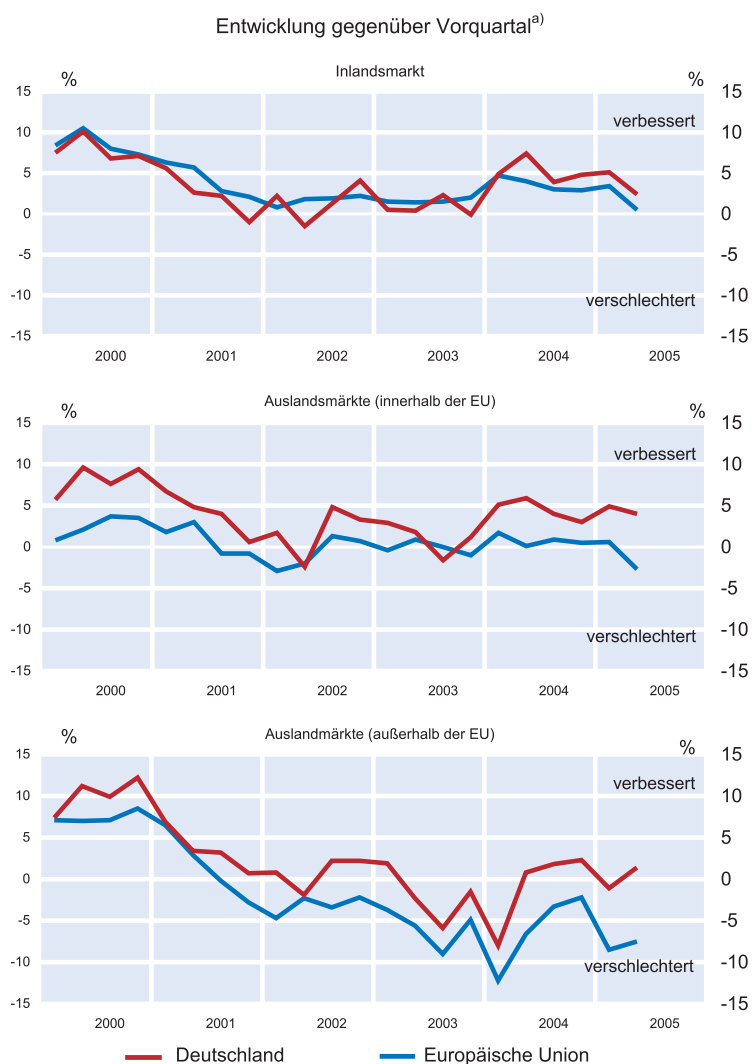 Entwicklung gegenüber Vorquartal a)
Inlandsmarkt
% %
15 15
verbessert
10 10
5 5
0 0
-5 -5
-10 verschlechtert -10
-15 -15
2000 2001 2002 2003 2004 2005
Auslandsmärkte (innerhalb der EU)
% %
15 15
verbessert
10 10
5 5
0 0
-5 -5
-10 verschlechtert -10
-15 -15
2000 2001 2002 2003 2004 2005
Auslandmärkte (außerhalb der EU)
% %
15 15
verbessert
10 10
5 5
0 0
-5 -5
-10 verschlechtert -10
-15 -15
2000 2001 2002 2003 2004 2005
Deutschland Europäische Union